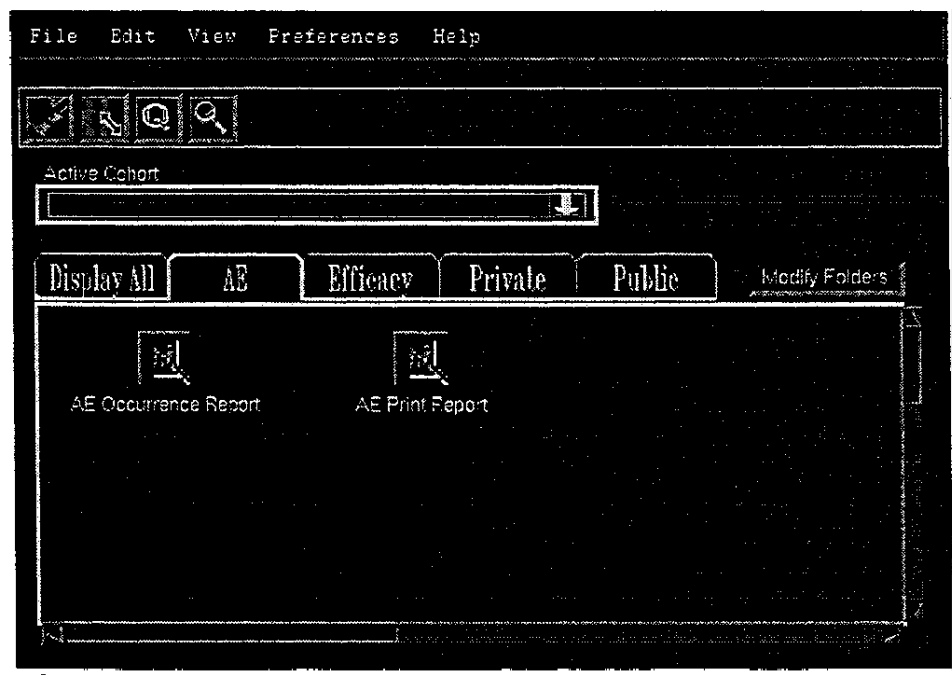 File Edit View Preferences Help
Q
Active Cohort
Display All AE Efficacy Private Public Modify Folders
AE Occurrence Report AE Print Report